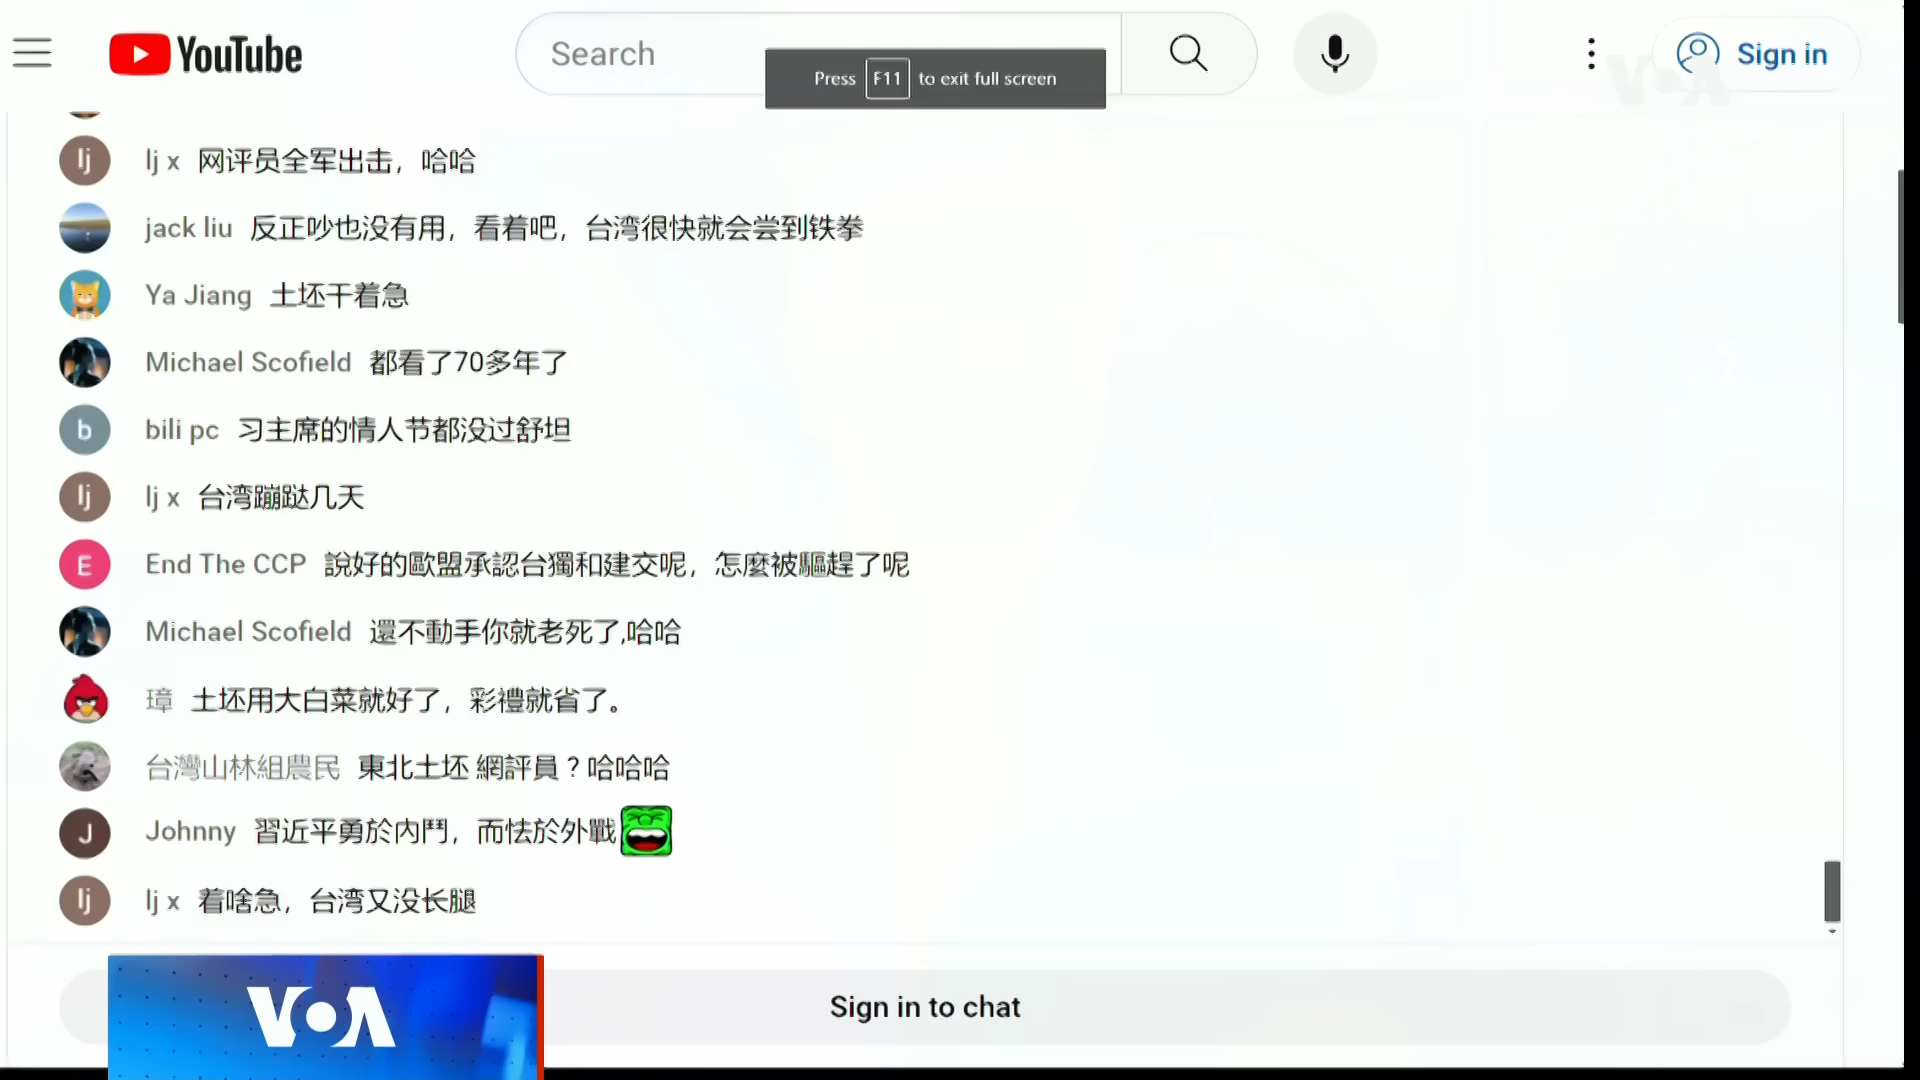 YouTube
Search
Press F11 to exit full screen
Sign in
VOA
lj
lj x 网评员全军出击，哈哈
jack liu 反正吵也没有用，看着吧，台湾很快就会尝到铁拳
Ya Jiang 土坯干着急
Michael Scofield 都看了70多年了
b
bili pc 习主席的情人节都没过舒坦
lj
lj x 台湾蹦跶几天
E
End The CCP 說好的歐盟承認台獨和建交呢，怎麼被驅趕了呢
Michael Scofield 還不動手你就老死了,哈哈
璋 土坯用大白菜就好了，彩禮就省了。
台灣山林組農民 東北土坯 網評員？哈哈哈
J
Johnny 習近平勇於內鬥，而怯於外戰
lj
lj x 着啥急，台湾又没长腿
Sign in to chat
VOA